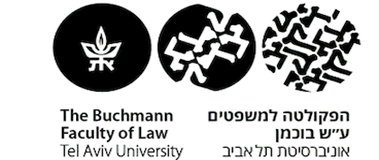 The Buchmann
Faculty of Law
Tel Aviv University
הפקולטה למשפטים
ע״ש בוכמן
אוניברסיטת תל אביב